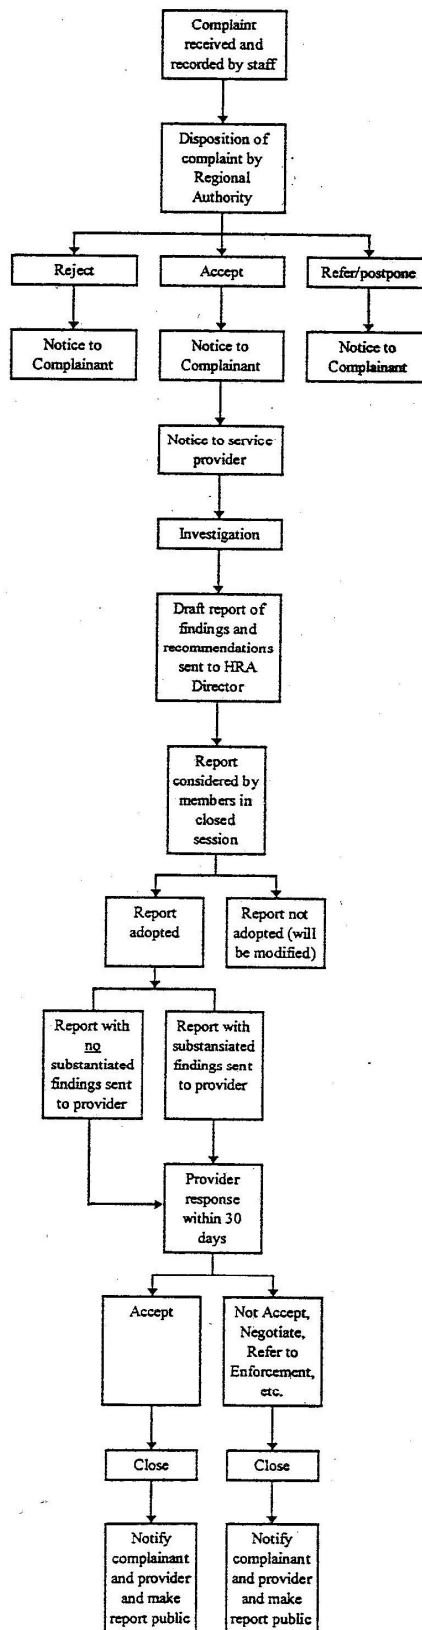 Complaint
received and
recorded by staff
Disposition of
complaint by
Regional
Authority
Reject
Accept
Refer/postpone
Notice to
Complainant
Notice to
Complainant
Notice to
Complainant
Notice to service
provider
Investigation
Draft report of
findings and
recommendations
sent to HRA
Director
Report
considered by
members in
closed
session
Report
adopted
Report not
adopted (will
be modified)
Report with
no
substantiated
findings sent
to provider
Report with
substansiated
findings sent
to provider
Provider
response
within 30
days
Accept
Not Accept,
Negotiate,
Refer to
Enforcement,
etc.
Close
Close
Notify
complainant
and provider
and make
report public
Notify
complainant
and provider
and make
report public